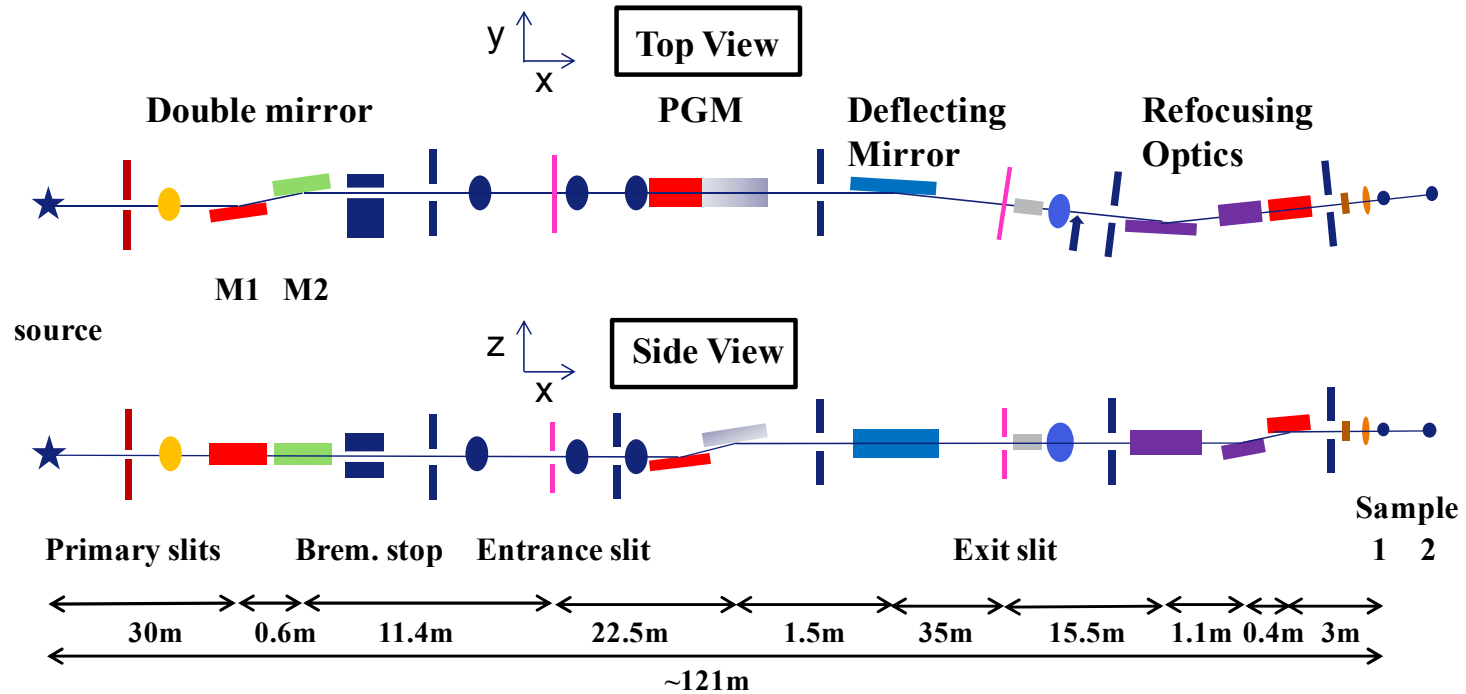 y
x
Top View
Double mirror
PGM
Deflecting
Mirror
Refocusing
Optics
M1 M2
source
z
x
Side View
Sample
1 2
Primary slits
Brem. stop
Entrance slit
Exit slit
30m 0.6m 11.4m 22.5m 1.5m 35m 15.5m 1.1m 0.4m 3m
~121m